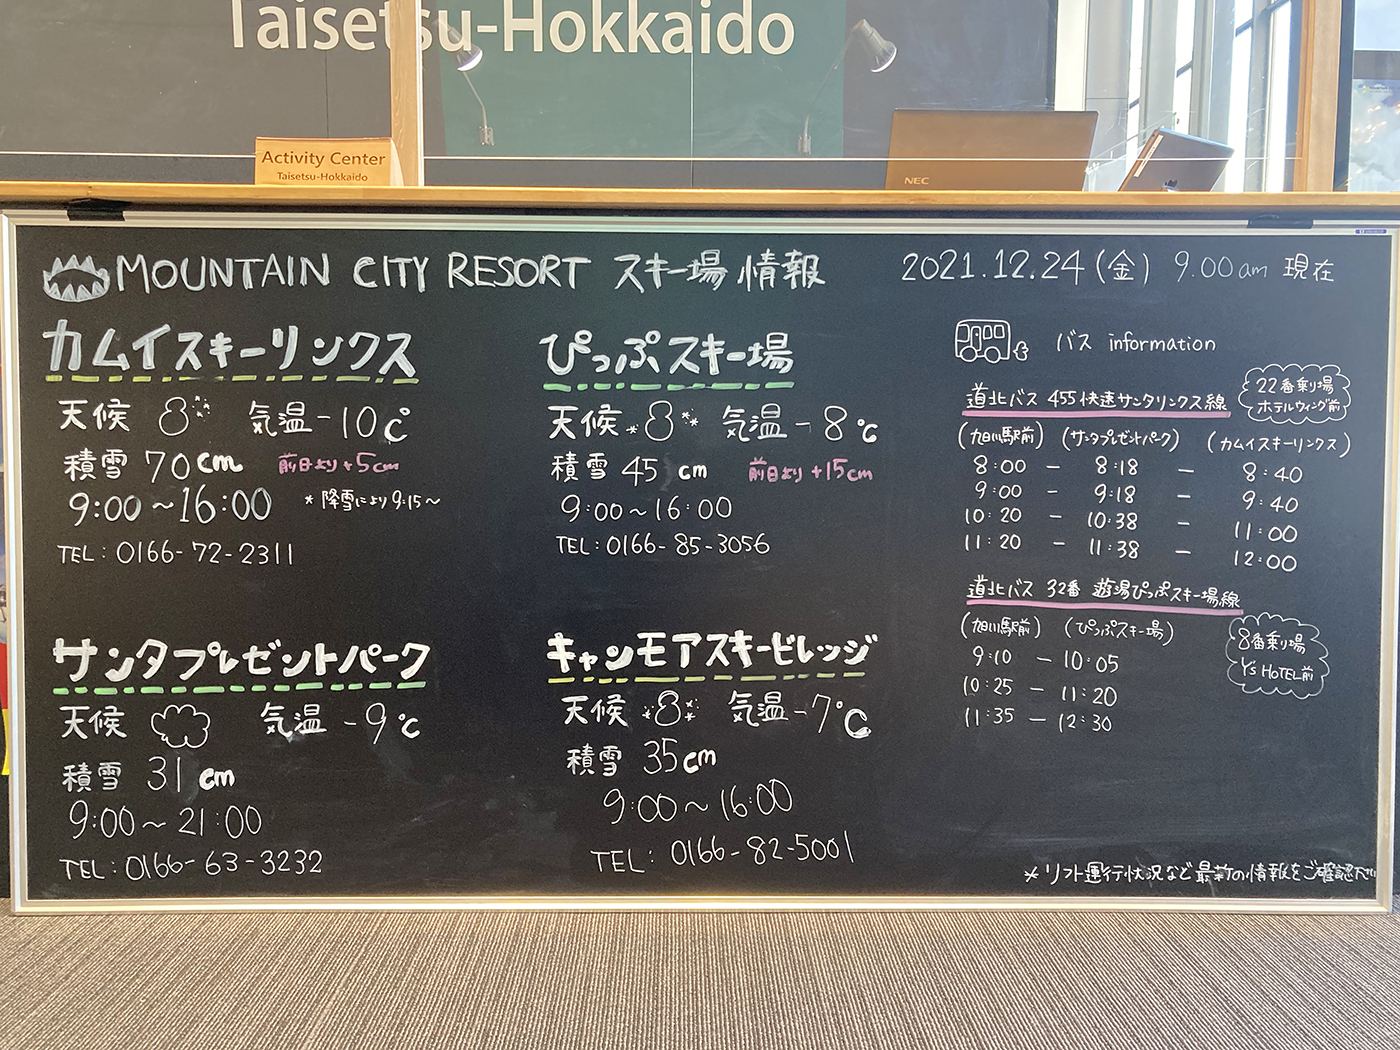 Taisetsu-Hokkaido
Activity Center
Taisetsu-Hokkaido
NEC
MOUNTAIN CITY RESORT スキー場情報
2021.12.24(金) 9.00am 現在
カムイスキーリンクス
天候 気温 -10℃
積雪 70cm 前日より+5cm
9:00～16:00 *降雪により9:15～
TEL:0166-72-2311
ぴっぷスキー場
天候 気温 -8℃
積雪 45cm 前日より+15cm
9:00～16:00
TEL:0166-85-3056
サンタプレゼントパーク
天候 気温 -9℃
積雪 31cm
9:00～21:00
TEL:0166-63-3232
キャンモアスキービレッジ
天候 気温 -7℃
積雪 35cm
9:00～16:00
TEL:0166-82-5001
バス information
道北バス 455 快速サンタリンクス線
22番乗り場
ホテルウィング前
(旭川駅前) (サンタプレゼントパーク) (カムイスキーリンクス)
8:00 - 8:18 - 8:40
9:00 - 9:18 - 9:40
10:20 - 10:38 - 11:00
11:20 - 11:38 - 12:00
道北バス 32番 遊湯ぴっぷスキー場線
8番乗り場
Y's HOTEL前
(旭川駅前) (ぴっぷスキー場)
9:10 - 10:05
10:25 - 11:20
11:35 - 12:30
*リフト運行状況など最新の情報をご確認下さい